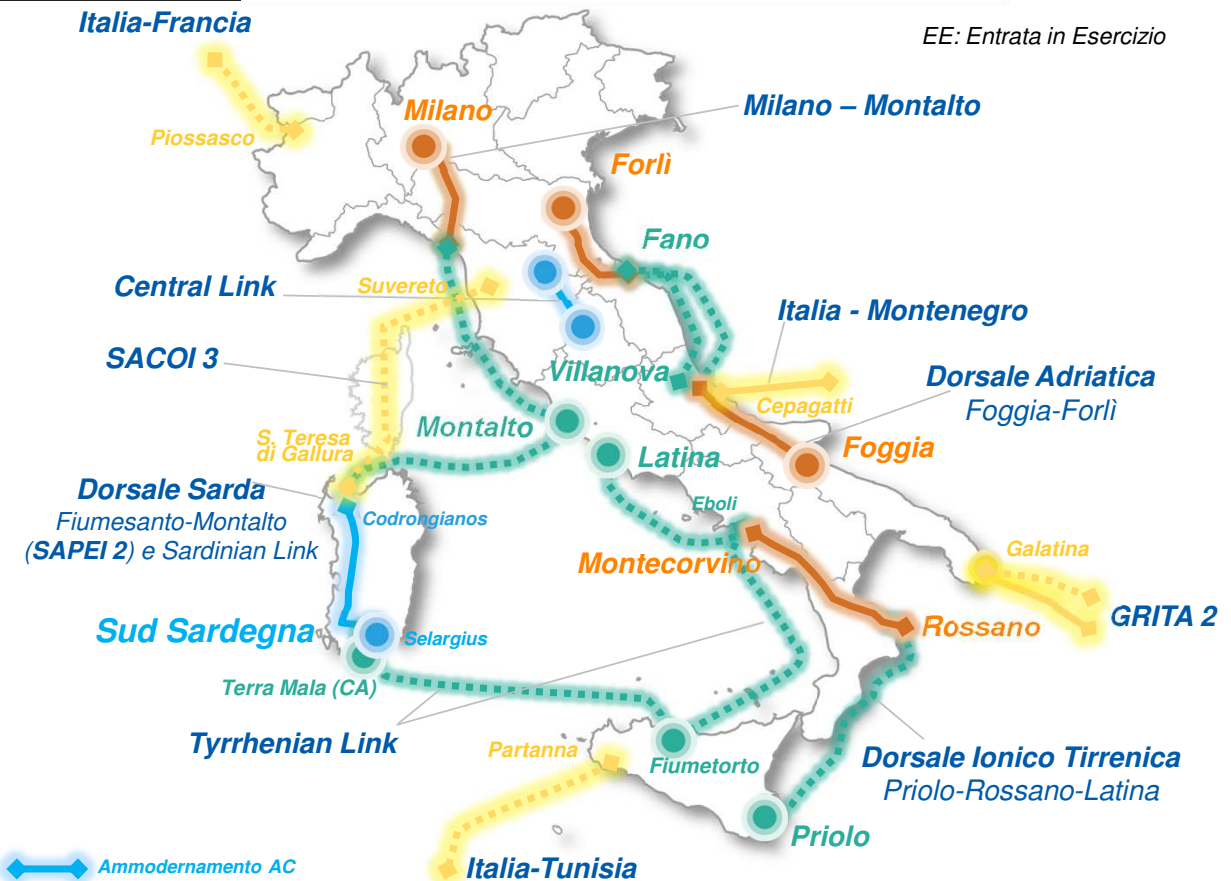 Italia-Francia
EE: Entrata in Esercizio
Milano
Milano – Montalto
Piossasco
Forlì
Fano
Central Link
Suvereto
Italia - Montenegro
SACOI 3
Villanova
Dorsale Adriatica
Foggia-Forlì
Cepagatti
Montalto
S. Teresa
di Gallura
Latina
Foggia
Dorsale Sarda
Fiumesanto-Montalto
(SAPEI 2) e Sardinian Link
Codrongianos
Eboli
Montecorvino
Galatina
GRITA 2
Rossano
Sud Sardegna
Selargius
Terra Mala (CA)
Tyrrhenian Link
Partanna
Fiumetorto
Dorsale Ionico Tirrenica
Priolo-Rossano-Latina
Priolo
Ammodernamento AC
Italia-Tunisia